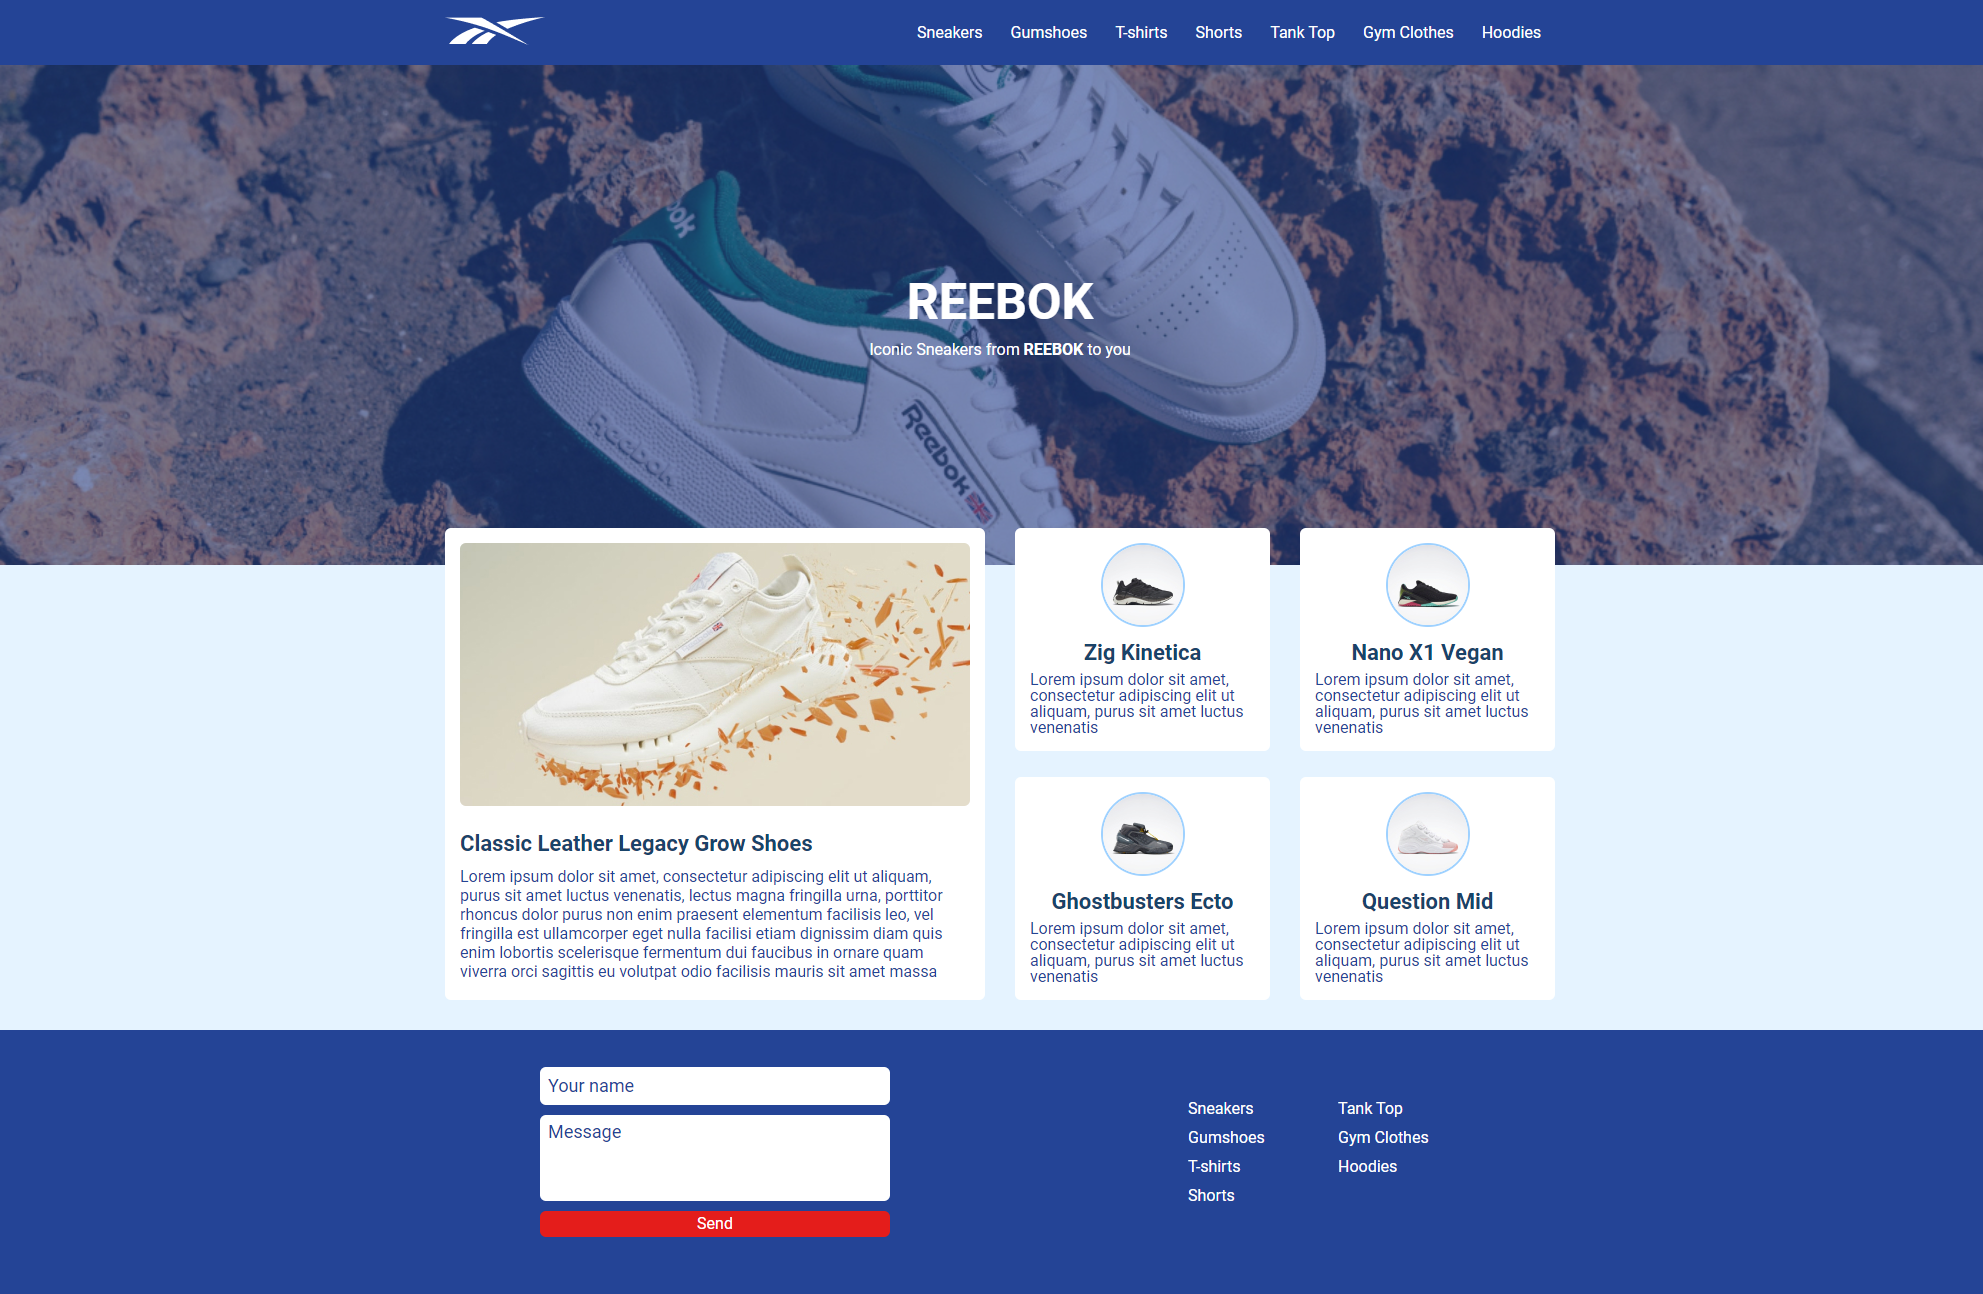 Sneakers Gumshoes T-shirts Shorts Tank Top Gym Clothes Hoodies
ook
REEBOK
Iconic Sneakers from REEBOK to you
Reebok
Reebok
Classic Leather Legacy Grow Shoes
Lorem ipsum dolor sit amet, consectetur adipiscing elit ut aliquam,
purus sit amet luctus venenatis, lectus magna fringilla urna, porttitor
rhoncus dolor purus non enim praesent elementum facilisis leo, vel
fringilla est ullamcorper eget nulla facilisi etiam dignissim diam quis
enim lobortis scelerisque fermentum dui faucibus in ornare quam
viverra orci sagittis eu volutpat odio facilisis mauris sit amet massa
Zig Kinetica
Lorem ipsum dolor sit amet,
consectetur adipiscing elit ut
aliquam, purus sit amet luctus
venenatis
Nano X1 Vegan
Lorem ipsum dolor sit amet,
consectetur adipiscing elit ut
aliquam, purus sit amet luctus
venenatis
Ghostbusters Ecto
Lorem ipsum dolor sit amet,
consectetur adipiscing elit ut
aliquam, purus sit amet luctus
venenatis
Question Mid
Lorem ipsum dolor sit amet,
consectetur adipiscing elit ut
aliquam, purus sit amet luctus
venenatis
Your name
Message
Send
Sneakers
Gumshoes
T-shirts
Shorts
Tank Top
Gym Clothes
Hoodies